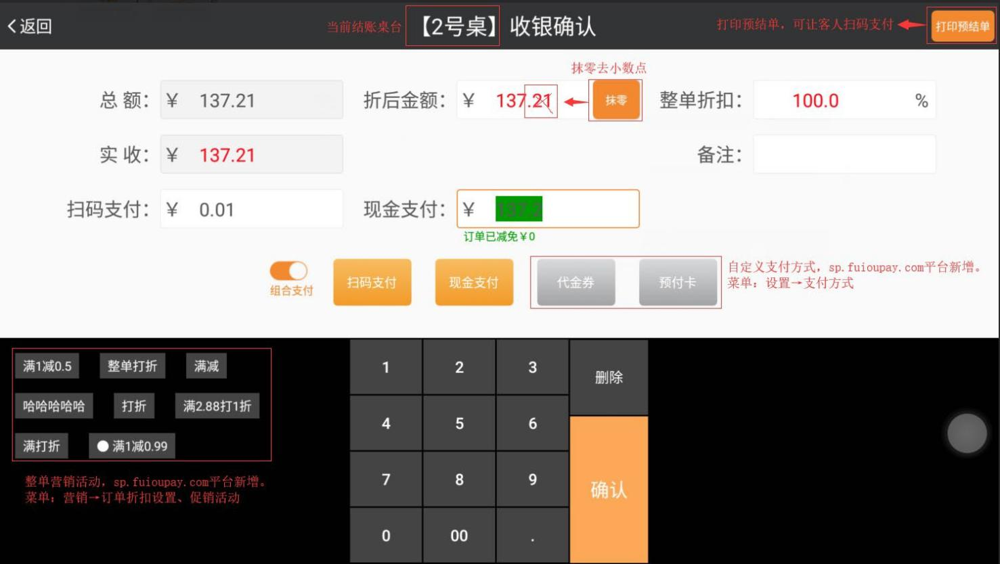 返回
当前结账桌台
【2号桌】 收银确认
打印预结单，可让客人扫码支付
打印预结单
抹零去小数点
总 额： ¥ 137.21
折后金额： ¥ 137.21
抹零
整单折扣： 100.0 %
实 收： ¥ 137.21
备注：
扫码支付： ¥ 0.01
现金支付： ¥ 137.2
订单已减免¥0
组合支付
扫码支付
现金支付
代金券
预付卡
自定义支付方式，sp.fuioupay.com平台新增。
菜单：设置→支付方式
满1减0.5 整单打折 满减
哈哈哈哈哈 打折 满2.88打1折
满打折 满1减0.99
整单营销活动，sp.fuioupay.com平台新增。
菜单：营销→订单折扣设置、促销活动
1 2 3 删除
4 5 6
7 8 9 确认
0 00 .